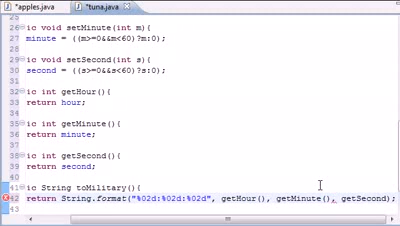 *apples.java *tuna.java
25
26 ic void setMinute(int m){
27 minute = ((m>=0&&m<60)?m:0);
28
29 ic void setSecond(int s){
30 second = ((s>=0&&s<60)?s:0);
31
32 ic int getHour(){
33 return hour;
34
35 ic int getMinute(){
36 return minute;
37
38 ic int getSecond(){
39 return second;
40
41 ic String toMilitary(){
42 return String.format("%02d:%02d:%02d", getHour(), getMinute(), getSecond);
43